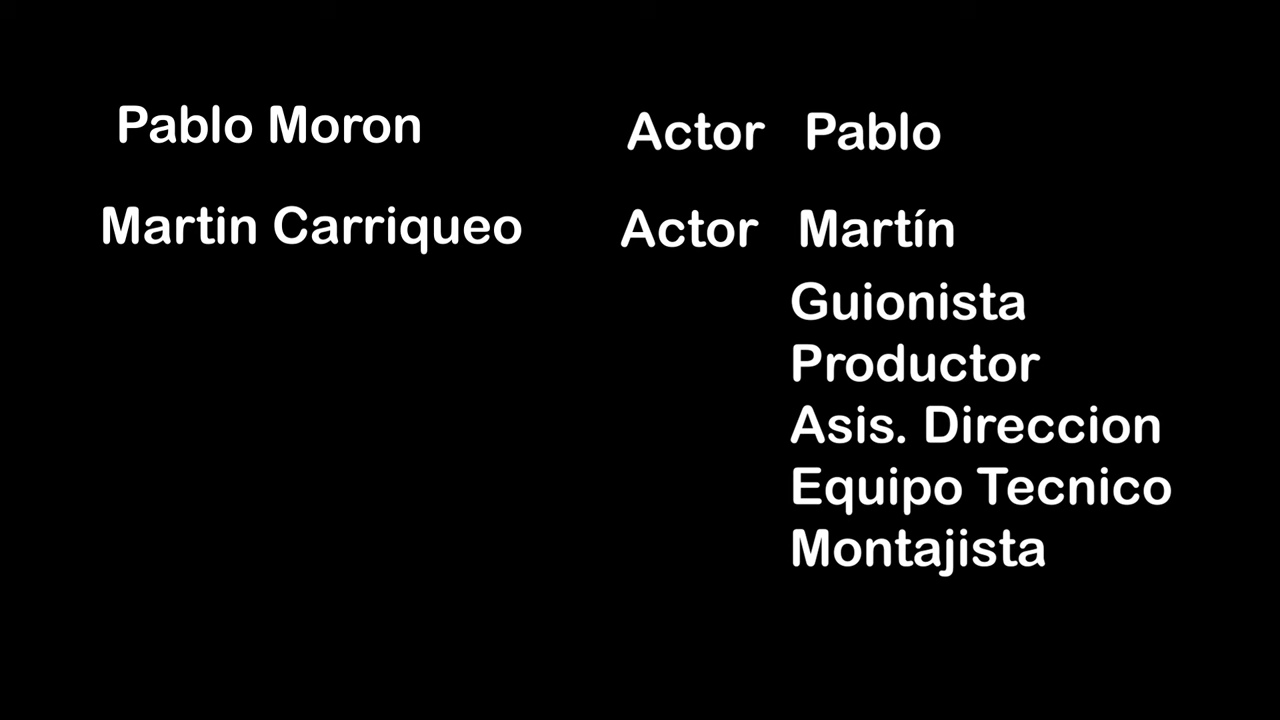 Pablo Moron Actor Pablo
Martin Carriqueo Actor Martín
Guionista
Productor
Asis. Direccion
Equipo Tecnico
Montajista